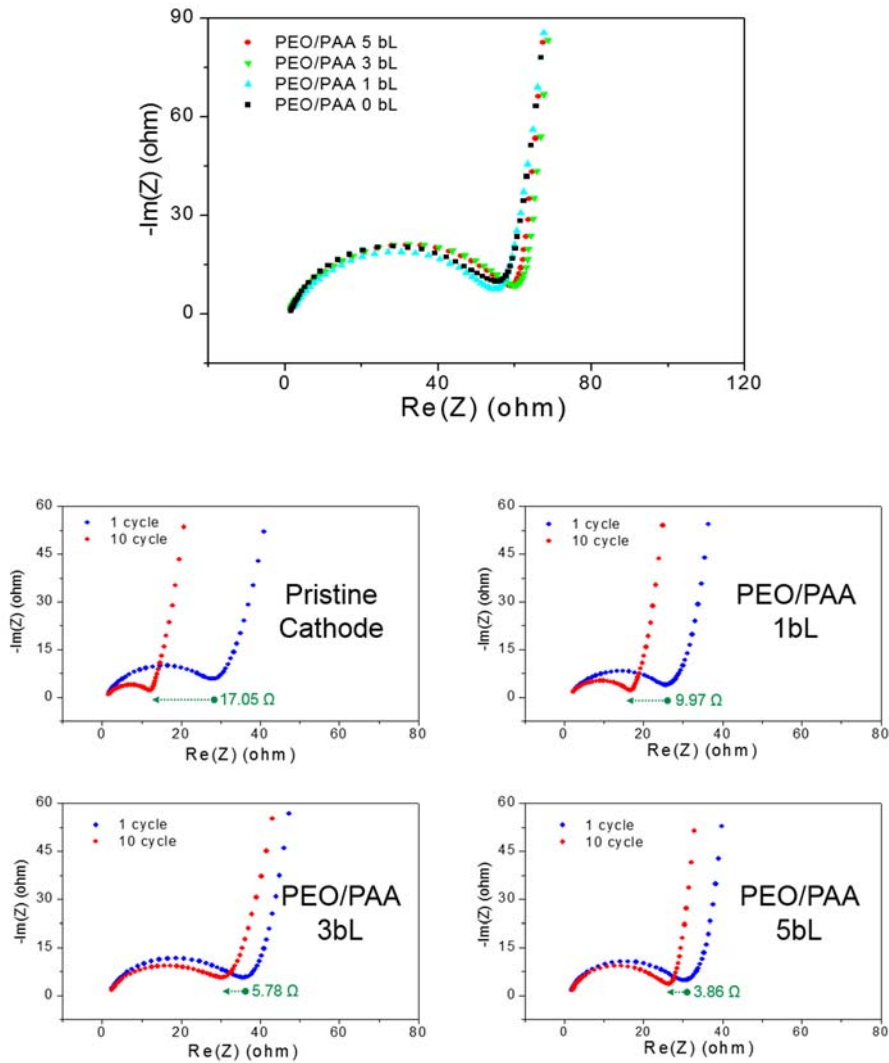 90
60
30
0
-Im(Z) (ohm)
PEO/PAA 5 bL
PEO/PAA 3 bL
PEO/PAA 1 bL
PEO/PAA 0 bL
0 40 80 120
Re(Z) (ohm)
60
45
30
15
0
-Im(Z) (ohm)
1 cycle
10 cycle
Pristine
Cathode
17.05 Ω
0 20 40 60 80
Re(Z) (ohm)
60
45
30
15
0
-Im(Z) (ohm)
1 cycle
10 cycle
PEO/PAA
1bL
9.97 Ω
0 20 40 60 80
Re(Z) (ohm)
60
45
30
15
0
-Im(Z) (ohm)
1 cycle
10 cycle
PEO/PAA
3bL
5.78 Ω
0 20 40 60 80
Re(Z) (ohm)
60
45
30
15
0
-Im(Z) (ohm)
1 cycle
10 cycle
PEO/PAA
5bL
3.86 Ω
0 20 40 60 80
Re(Z) (ohm)